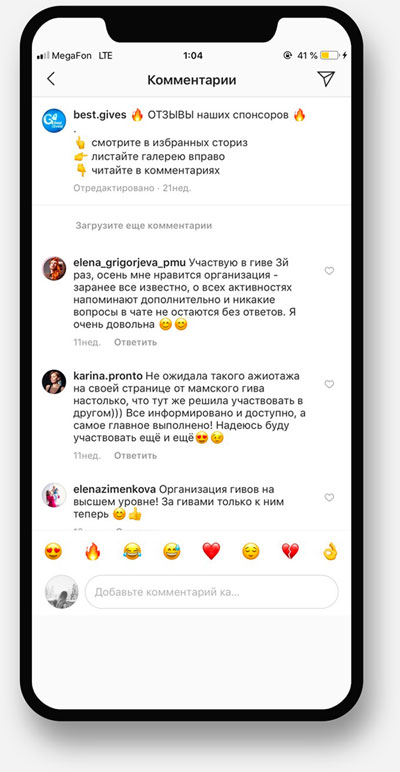 MegaFon LTE 1:04 41 %
Комментарии
best.gives 🔥 ОТЗЫВЫ наших спонсоров 🔥
.
👆 смотрите в избранных сториз
👉 листайте галерею вправо
👇 читайте в комментариях
Отредактировано · 21нед.
Загрузите еще комментарии
elena_grigorjeva_pmu Участвую в гиве 3й
раз, осень мне нравится организация -
заранее все известно, о всех активностях
напоминают дополнительно и никакие
вопросы в чате не остаются без ответов. Я
очень довольна 😊😊
11нед. Ответить
karina.pronto Не ожидала такого ажиотажа
на своей странице от мамского гива
настолько, что тут же решила участвовать в
другом))) Все информировано и доступно, а
самое главное выполнено! Надеюсь буду
участвовать ещё и ещё😍😉
11нед. Ответить
elenazimenkova Организация гивов на
высшем уровне! За гивами только к ним
теперь 😊👍
😍 🔥 😂 😅 ❤️ 😌 💔 👌
Добавьте комментарий ка...